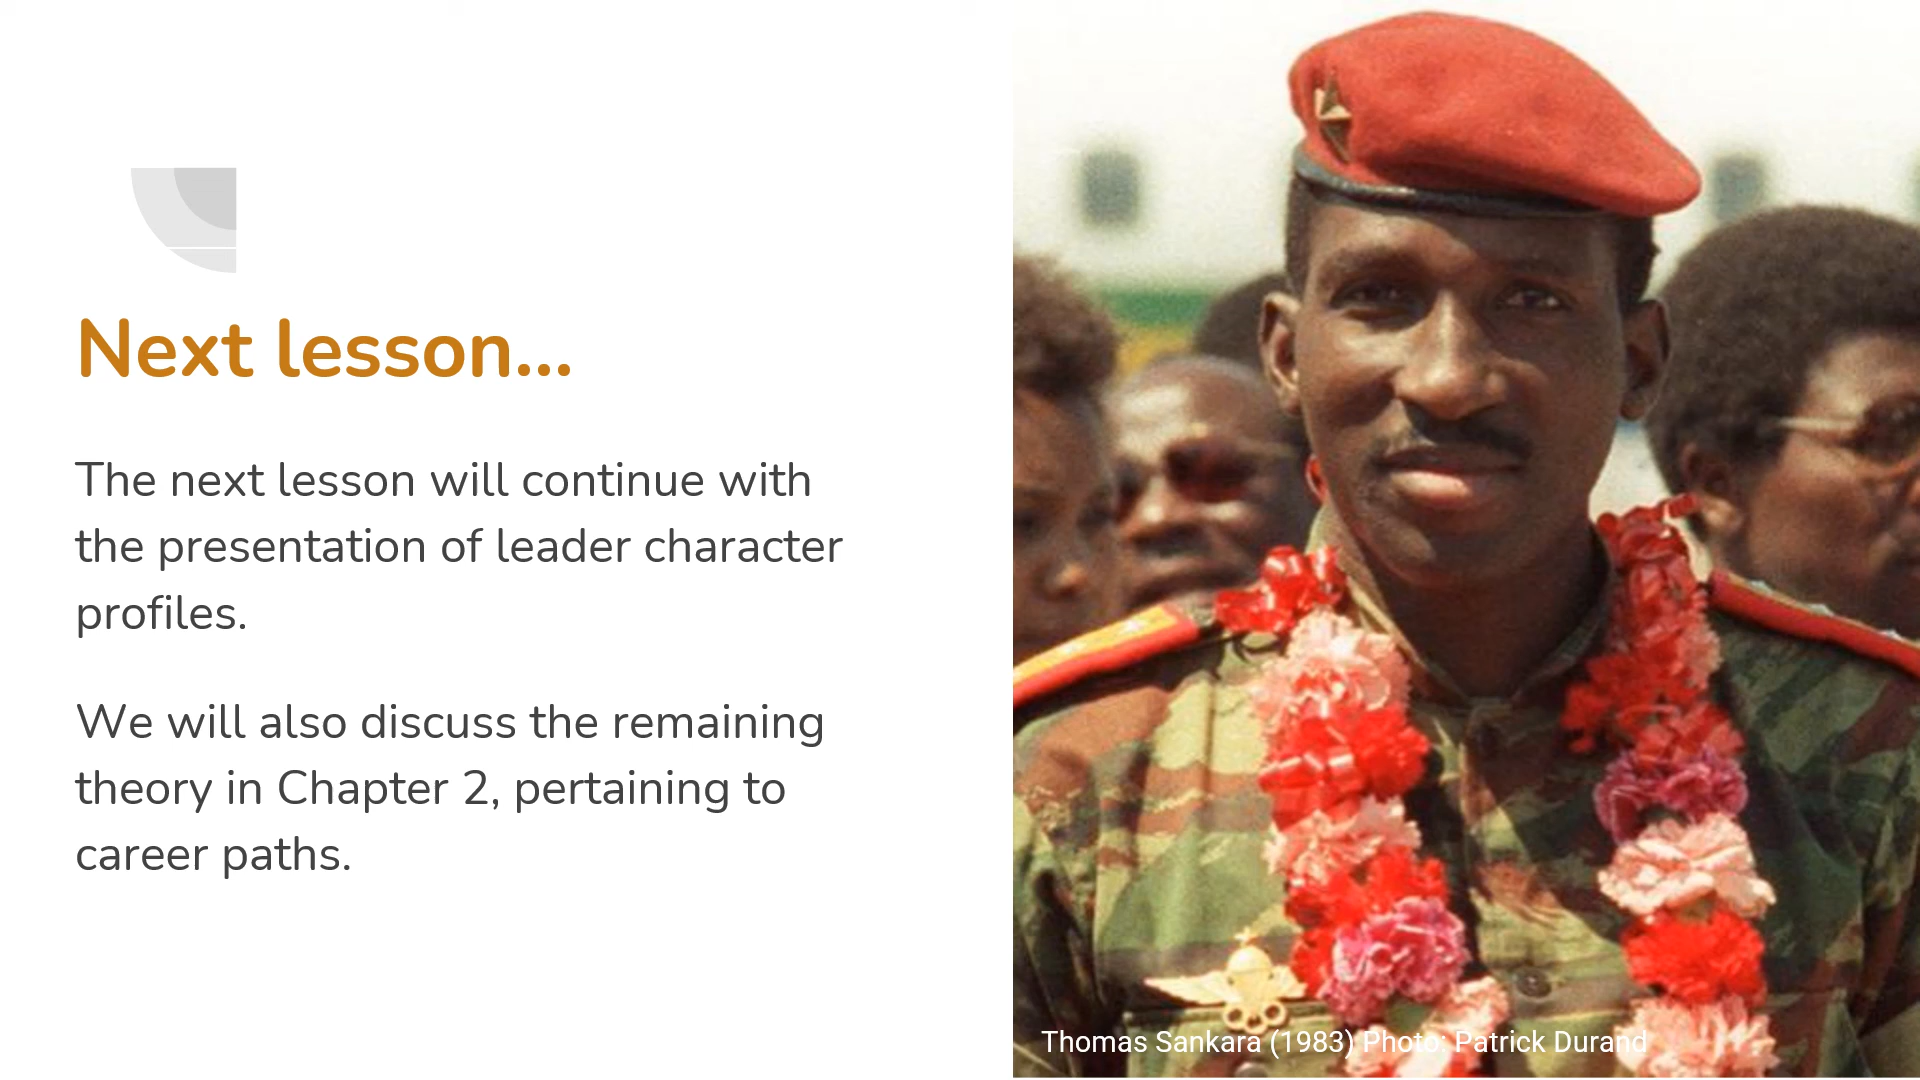 Next lesson...
The next lesson will continue with
the presentation of leader character
profiles.
We will also discuss the remaining
theory in Chapter 2, pertaining to
career paths.
Thomas Sankara (1983) Photo: Patrick Durand